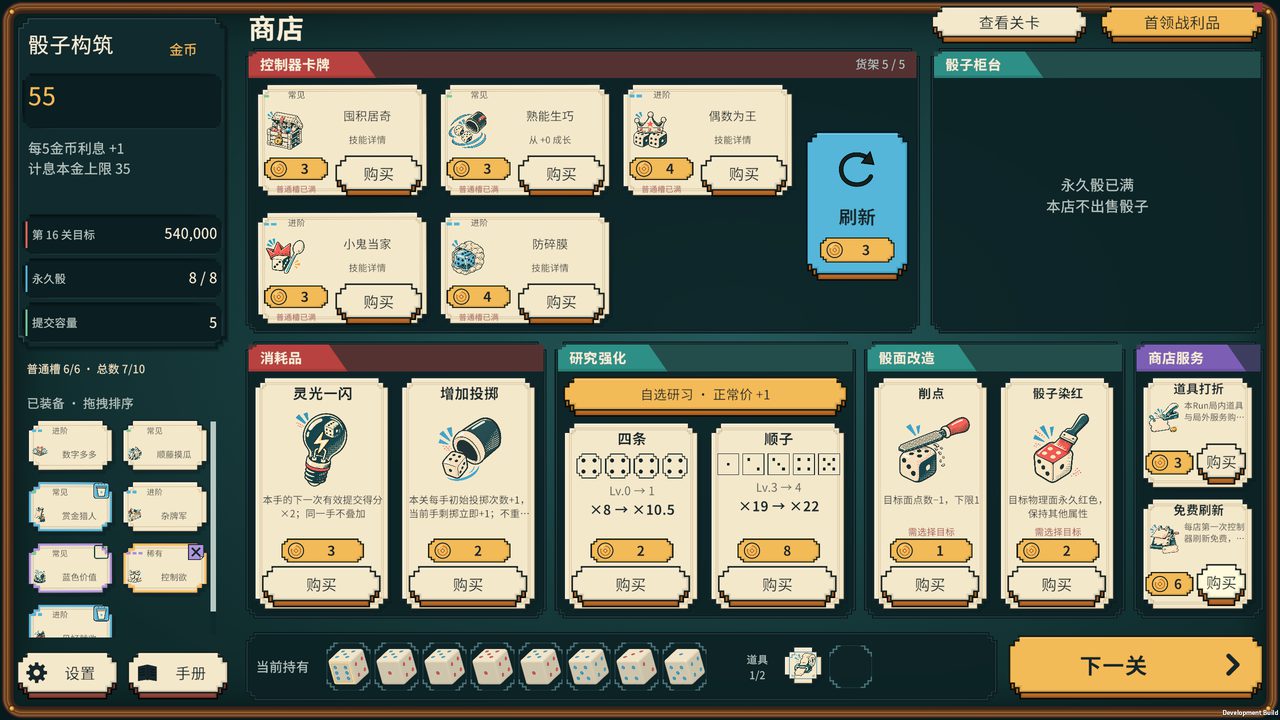 骰子构筑
金币
55
每5金币利息 +1
计息本金上限 35
第 16 关目标
540,000
永久骰
8 / 8
提交容量
5
普通槽 6/6 · 总数 7/10
已装备 · 拖拽排序
进阶
数字多多
常见
顺藤摸瓜
常见
赏金猎人
进阶
杂牌军
常见
蓝色价值
稀有
控制欲
进阶
设置
手册
商店
查看关卡
首领战利品
控制器卡牌
货架 5 / 5
常见
囤积居奇
技能详情
3
购买
普通槽已满
常见
熟能生巧
从 +0 成长
3
购买
普通槽已满
进阶
偶数为王
技能详情
4
购买
普通槽已满
进阶
小鬼当家
技能详情
3
购买
普通槽已满
进阶
防碎膜
技能详情
4
购买
普通槽已满
刷新
3
骰子柜台
永久骰已满
本店不出售骰子
消耗品
灵光一闪
本手的下一次有效提交得分
×2；同一手不叠加
3
购买
增加投掷
本关每手初始投掷次数+1，
当前手剩掷立即+1；不重…
2
购买
研究强化
自选研习 · 正常价 +1
四条
Lv.0 → 1
×8 → ×10.5
2
购买
顺子
Lv.3 → 4
×19 → ×22
8
购买
骰面改造
削点
目标面点数−1，下限1
需选择目标
1
购买
骰子染红
目标物理面永久红色，
保持其他属性
需选择目标
2
购买
商店服务
道具打折
本Run局内道具
与局外服务购…
3
购买
免费刷新
每店第一次控制
器刷新免费，…
6
购买
当前持有
道具
1/2
下一关
Development Build